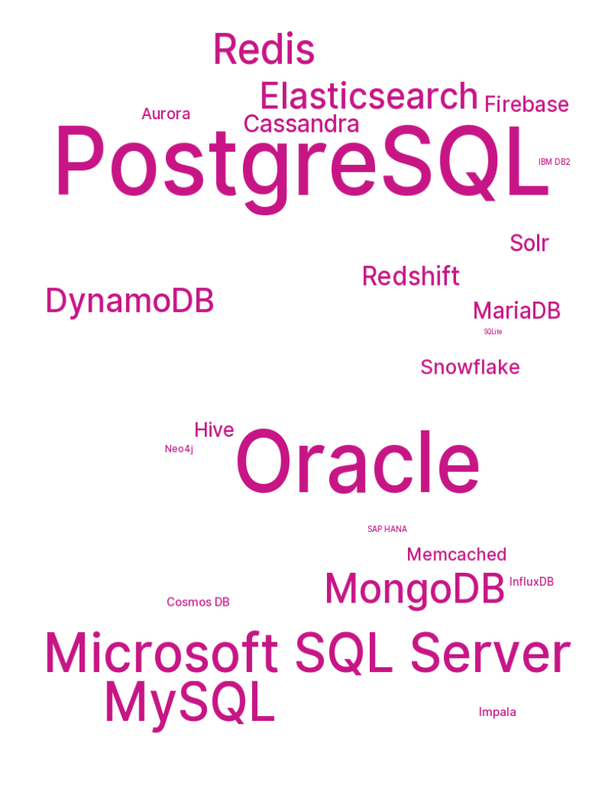 Redis
Elasticsearch
Firebase
Aurora
Cassandra
PostgreSQL
IBM DB2
Solr
Redshift
DynamoDB
MariaDB
SQLite
Snowflake
Hive
Neo4j
Oracle
SAP HANA
Memcached
MongoDB
InfluxDB
Cosmos DB
Microsoft SQL Server
MySQL
Impala